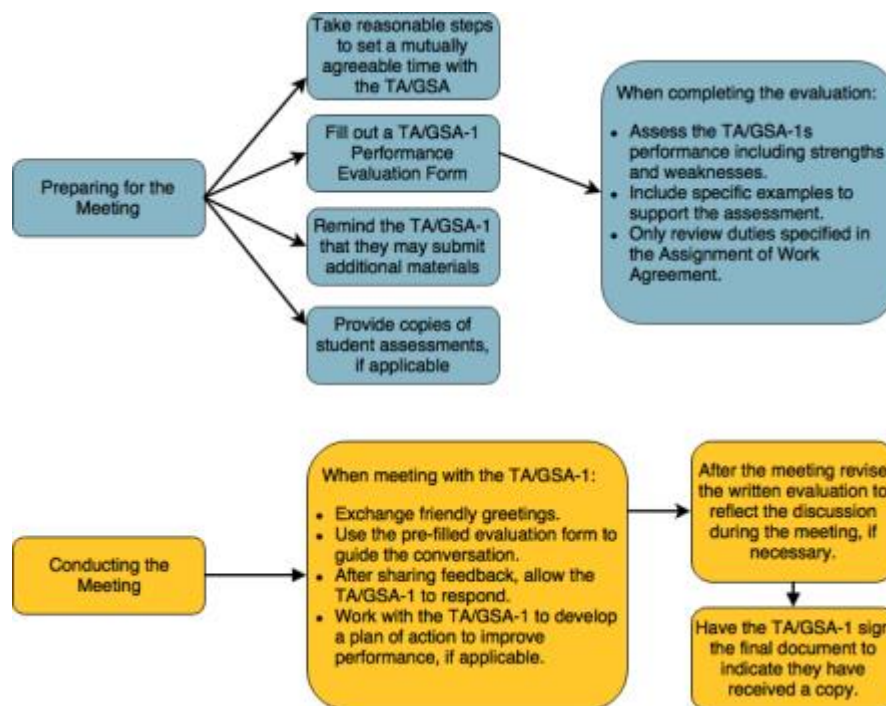 Preparing for the
Meeting
Take reasonable steps
to set a mutually
agreeable time with
the TA/GSA
Fill out a TA/GSA-1
Performance
Evaluation Form
Remind the TA/GSA-1
that they may submit
additional materials
Provide copies of
student assessments,
if applicable
When completing the evaluation:
• Assess the TA/GSA-1s
performance including strengths
and weaknesses.
• Include specific examples to
support the assessment.
• Only review duties specified in
the Assignment of Work
Agreement.
Conducting the
Meeting
When meeting with the TA/GSA-1:
• Exchange friendly greetings.
• Use the pre-filled evaluation form to
guide the conversation.
• After sharing feedback, allow the
TA/GSA-1 to respond.
• Work with the TA/GSA-1 to develop
a plan of action to improve
performance, if applicable.
After the meeting revise
the written evaluation to
reflect the discussion
during the meeting, if
necessary.
Have the TA/GSA-1 sign
the final document to
indicate they have
received a copy.